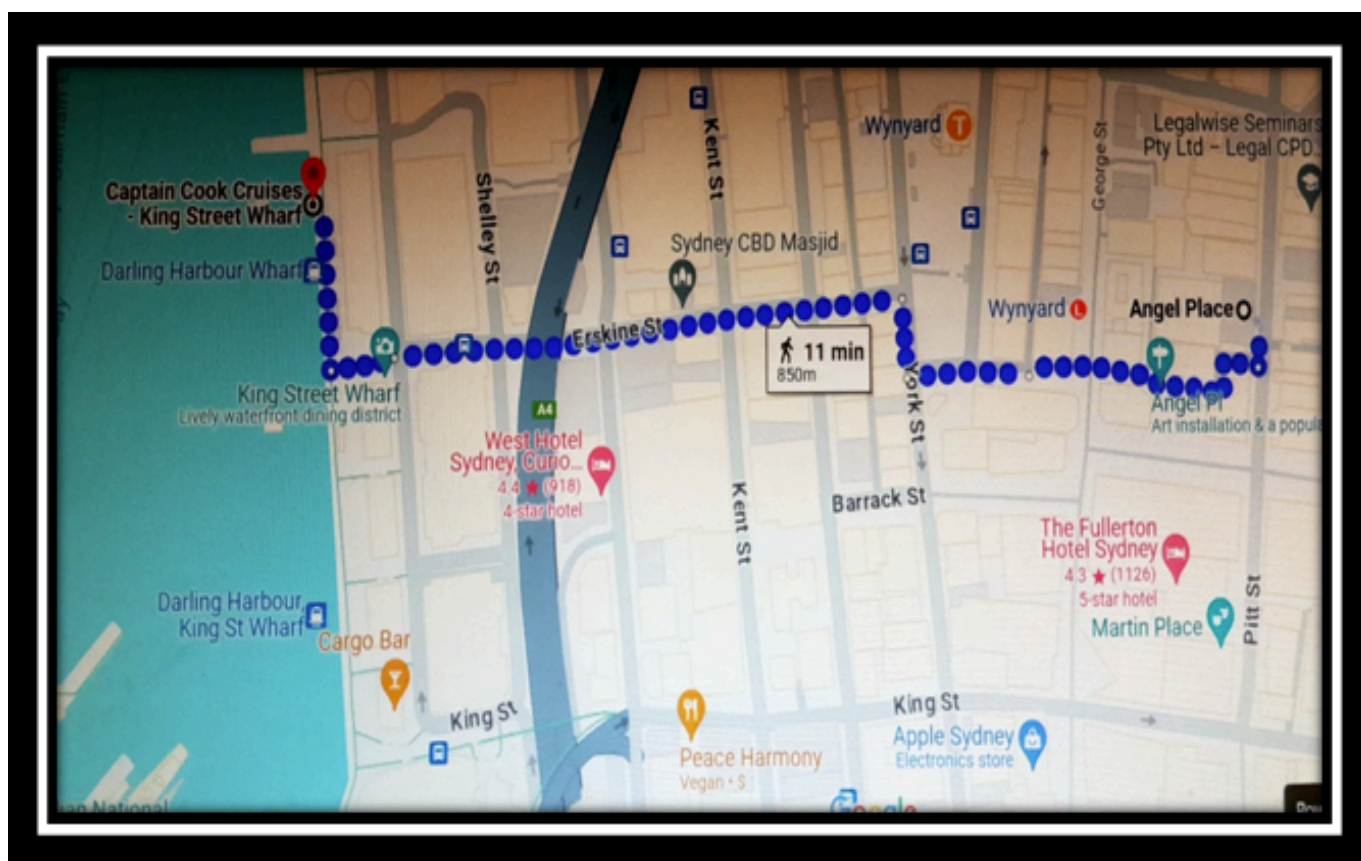 Kent St
Wynyard
George St
Legalwise Seminars
Pty Ltd – Legal CPD...
Captain Cook Cruises
- King Street Wharf
Shelley St
Sydney CBD Masjid
Darling Harbour Wharf
Wynyard
L
Angel Place
Erskine St
11 min
850m
King Street Wharf
Lively waterfront dining district
York St
Angel Pl
Art installation & a popula
A4
West Hotel
Sydney, Curio...
4.4 ★ (918)
4-star hotel
Kent St
Barrack St
The Fullerton
Hotel Sydney
4.3 ★ (1126)
5-star hotel
Darling Harbour,
King St Wharf
Martin Place
Pitt St
Cargo Bar
King St
King St
Peace Harmony
Vegan • $
Apple Sydney
Electronics store
Google
National